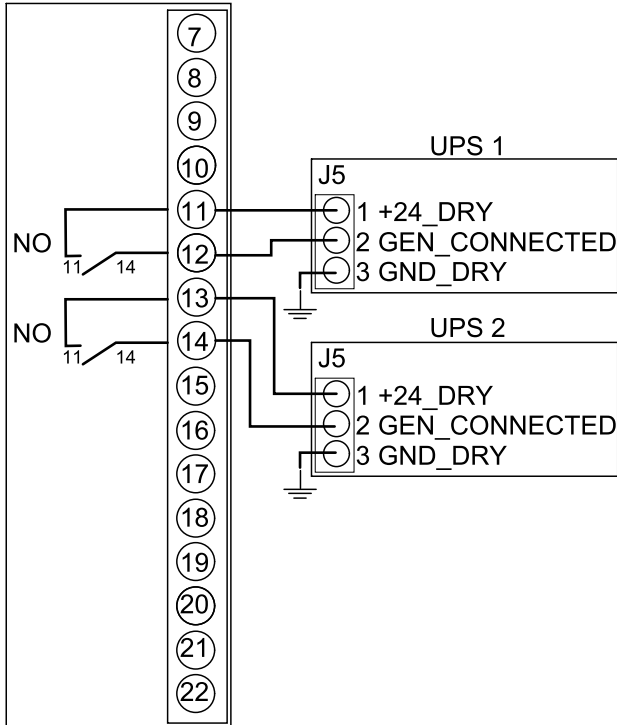 7
8
9
10
11
12
13
14
15
16
17
18
19
20
21
22
NO
11 14
NO
11 14
UPS 1
J5
1 +24_DRY
2 GEN_CONNECTED
3 GND_DRY
UPS 2
J5
1 +24_DRY
2 GEN_CONNECTED
3 GND_DRY